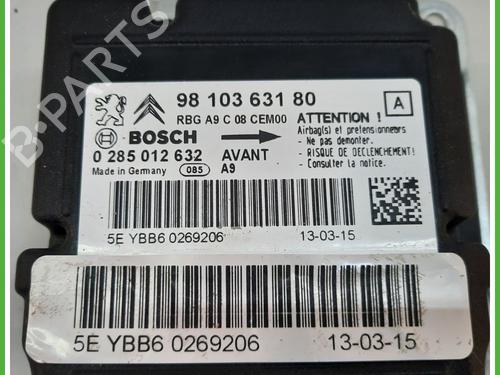 B-PARTS
98 103 631 80
RBG A9 C 08 CEM00
ATTENTION !
A
BOSCH
Airbag(s) et pretensionneurs
- Ne pas demonter.
- RISQUE DE DECLENCHEMENT!
- Consulter la notice.
0 285 012 632 AVANT
Made in Germany 085 A9
5E YBB6 0269206 13-03-15
5E YBB6 0269206 13-03-15